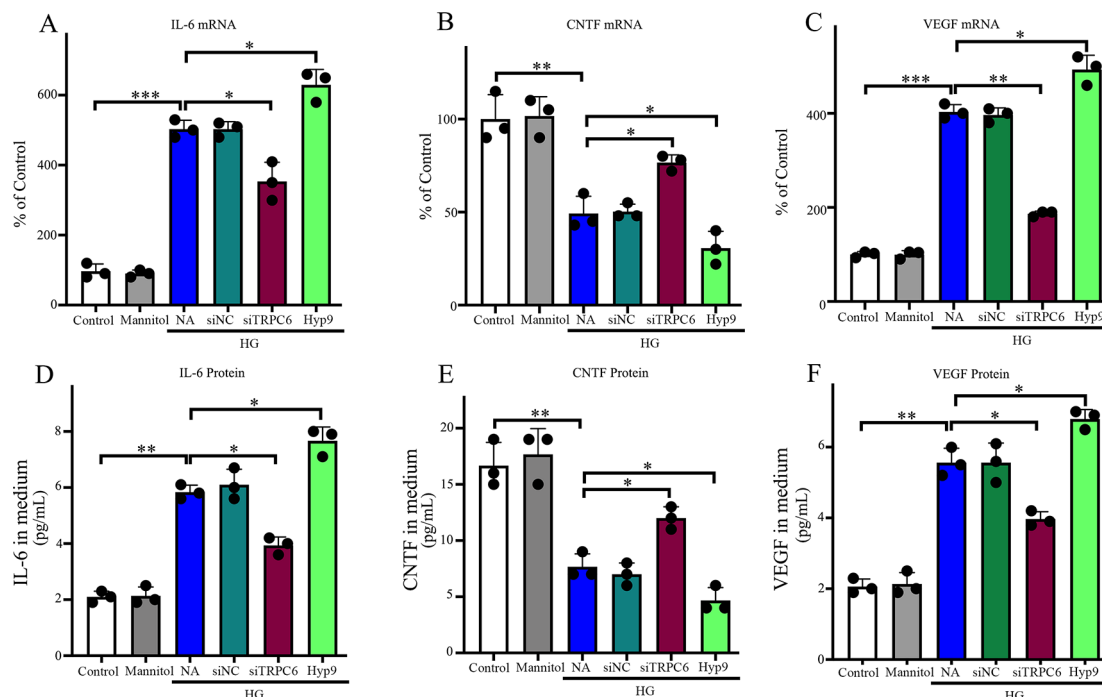 A
IL-6 mRNA
% of Control
600
400
200
0
***
*
*
Control Mannitol NA siNC siTRPC6 Hyp9
HG
B
CNTF mRNA
% of Control
100
50
0
**
*
*
Control Mannitol NA siNC siTRPC6 Hyp9
HG
C
VEGF mRNA
% of Control
400
200
0
***
**
*
Control Mannitol NA siNC siTRPC6 Hyp9
HG
D
IL-6 Protein
IL-6 in medium
(pg/mL)
8
6
4
2
0
**
*
*
Control Mannitol NA siNC siTRPC6 Hyp9
HG
E
CNTF Protein
CNTF in medium
(pg/mL)
20
15
10
5
0
**
*
*
Control Mannitol NA siNC siTRPC6 Hyp9
HG
F
VEGF Protein
VEGF in medium
(pg/mL)
6
4
2
0
**
*
*
Control Mannitol NA siNC siTRPC6 Hyp9
HG